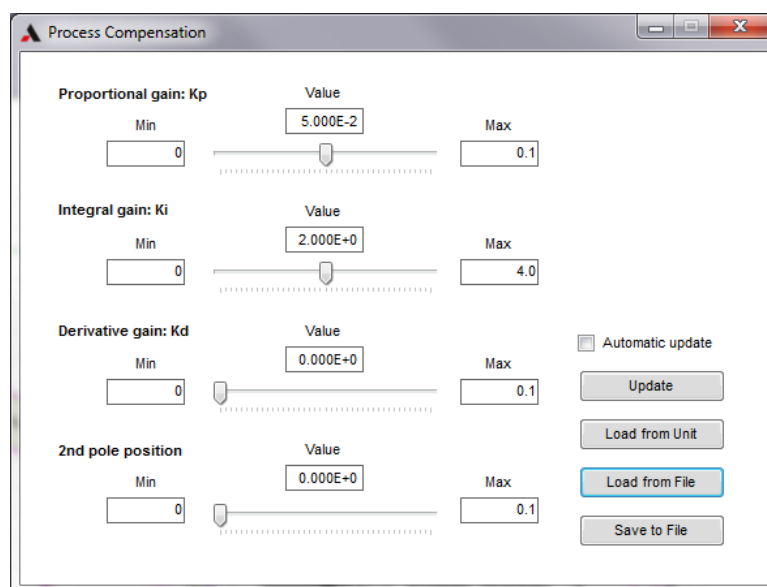 Process Compensation
Proportional gain: Kp
Value
5.000E-2
Min
Max
0
0.1
Integral gain: Ki
Value
2.000E+0
Min
Max
0
4.0
Derivative gain: Kd
Value
0.000E+0
Min
Max
0
0.1
2nd pole position
Value
0.000E+0
Min
Max
0
0.1
Automatic update
Update
Load from Unit
Load from File
Save to File